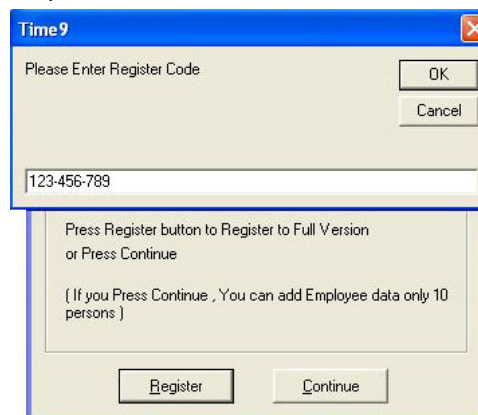 Time9
Please Enter Register Code
OK
Cancel
123-456-789
Press Register button to Register to Full Version
or Press Continue
( If you Press Continue , You can add Employee data only 10
persons )
Register
Continue